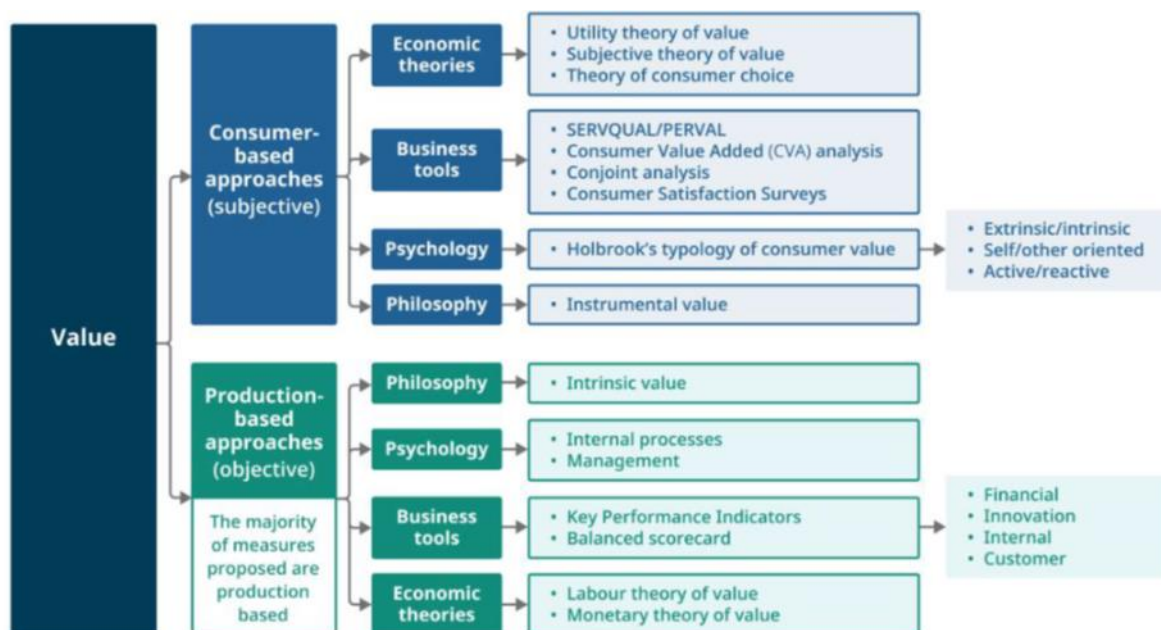 Value
Consumer-
based
approaches
(subjective)
Economic
theories
• Utility theory of value
• Subjective theory of value
• Theory of consumer choice
Business
tools
• SERVQUAL/PERVAL
• Consumer Value Added (CVA) analysis
• Conjoint analysis
• Consumer Satisfaction Surveys
Psychology
• Holbrook's typology of consumer value
• Extrinsic/intrinsic
• Self/other oriented
• Active/reactive
Philosophy
• Instrumental value
Production-
based
approaches
(objective)
The majority
of measures
proposed are
production
based
Philosophy
• Intrinsic value
Psychology
• Internal processes
• Management
Business
tools
• Key Performance Indicators
• Balanced scorecard
• Financial
• Innovation
• Internal
• Customer
Economic
theories
• Labour theory of value
• Monetary theory of value